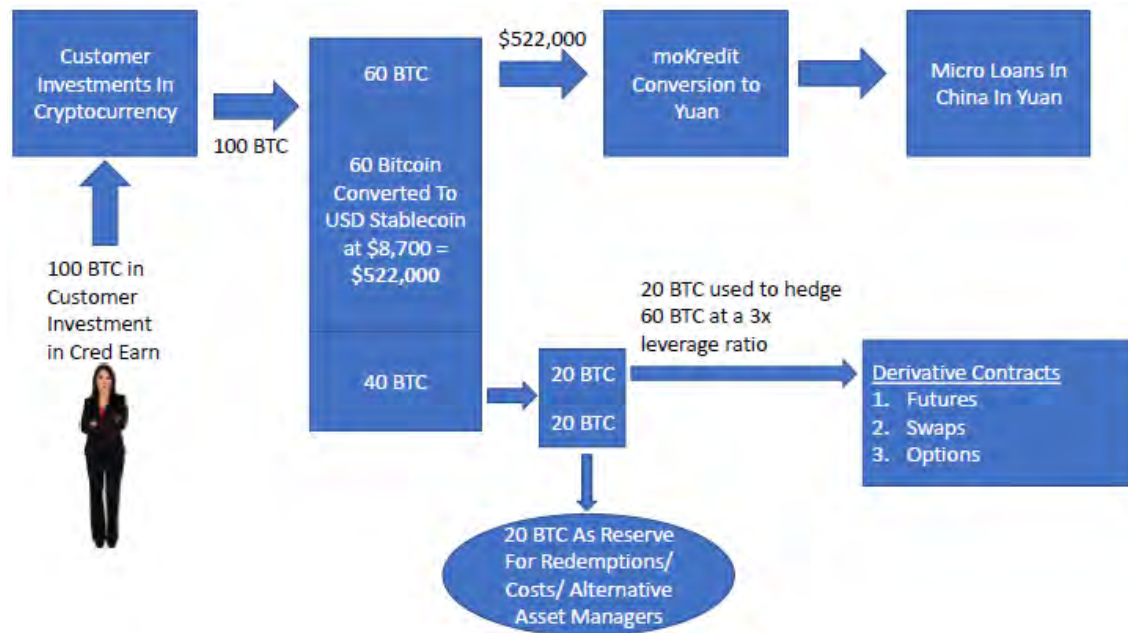 Customer
Investments In
Cryptocurrency
100 BTC
100 BTC in
Customer
Investment
in Cred Earn
60 BTC
60 Bitcoin
Converted To
USD Stablecoin
at $8,700 =
$522,000
40 BTC
$522,000
moKredit
Conversion to
Yuan
Micro Loans In
China In Yuan
20 BTC
20 BTC
20 BTC used to hedge
60 BTC at a 3x
leverage ratio
Derivative Contracts
1. Futures
2. Swaps
3. Options
20 BTC As Reserve
For Redemptions/
Costs/ Alternative
Asset Managers